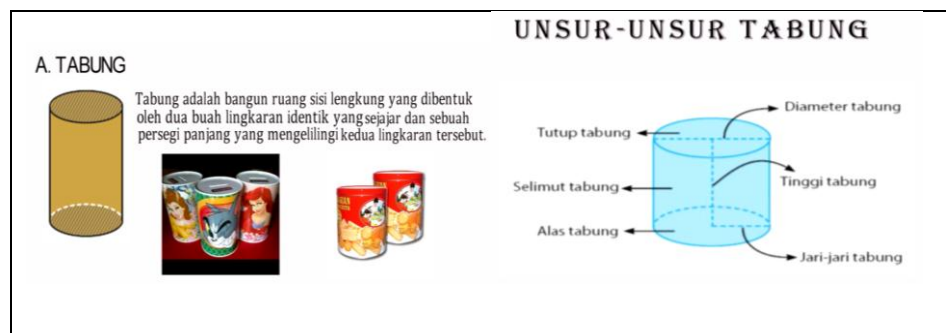 A. TABUNG
Tabung adalah bangun ruang sisi lengkung yang dibentuk
oleh dua buah lingkaran identik yang sejajar dan sebuah
persegi panjang yang mengelilingi kedua lingkaran tersebut.
UNSUR-UNSUR TABUNG
Diameter tabung
Tutup tabung
Tinggi tabung
Selimut tabung
Alas tabung
Jari-jari tabung